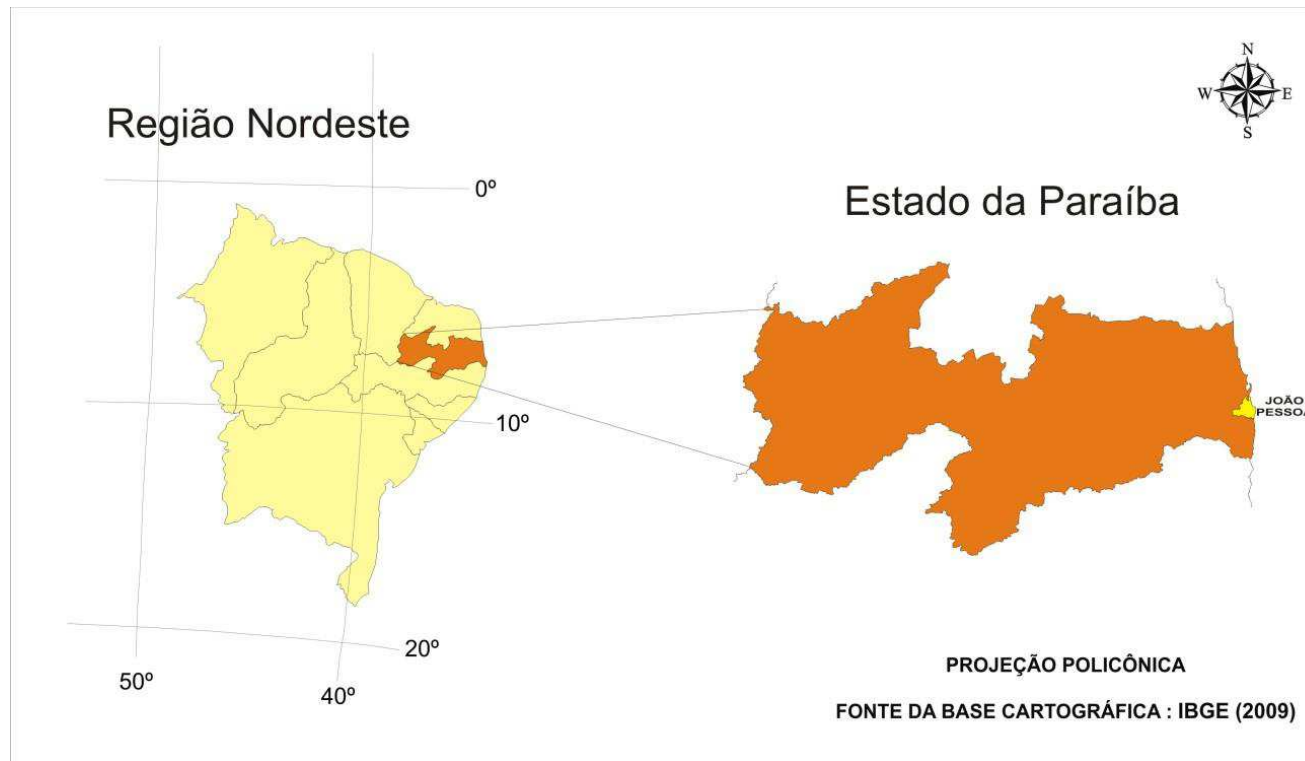 N
W E
S
Região Nordeste
0º
Estado da Paraíba
JOÃO
PESSOA
10º
20º
50º
40º
PROJEÇÃO POLICÔNICA
FONTE DA BASE CARTOGRÁFICA : IBGE (2009)